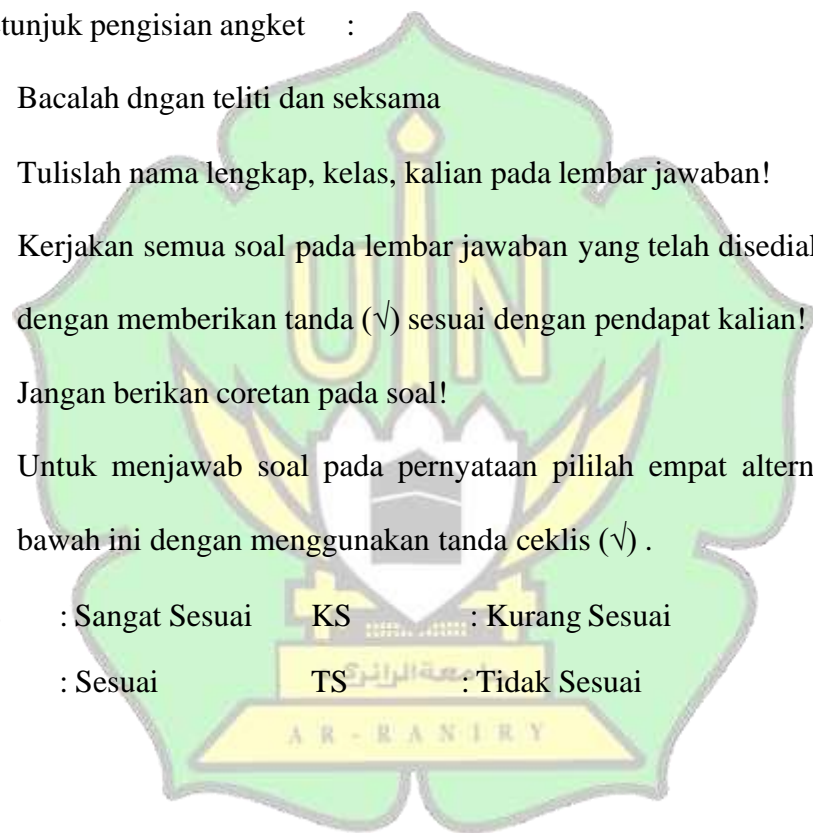 tunjuk pengisian angket :
Bacalah dngan teliti dan seksama
Tulislah nama lengkap, kelas, kalian pada lembar jawaban!
Kerjakan semua soal pada lembar jawaban yang telah disedial
dengan memberikan tanda (√) sesuai dengan pendapat kalian!
Jangan berikan coretan pada soal!
Untuk menjawab soal pada pernyataan pililah empat altern
bawah ini dengan menggunakan tanda ceklis (√) .
: Sangat Sesuai KS : Kurang Sesuai
: Sesuai TS : Tidak Sesuai
UIN
جامعة الرانري
AR-RANIRY